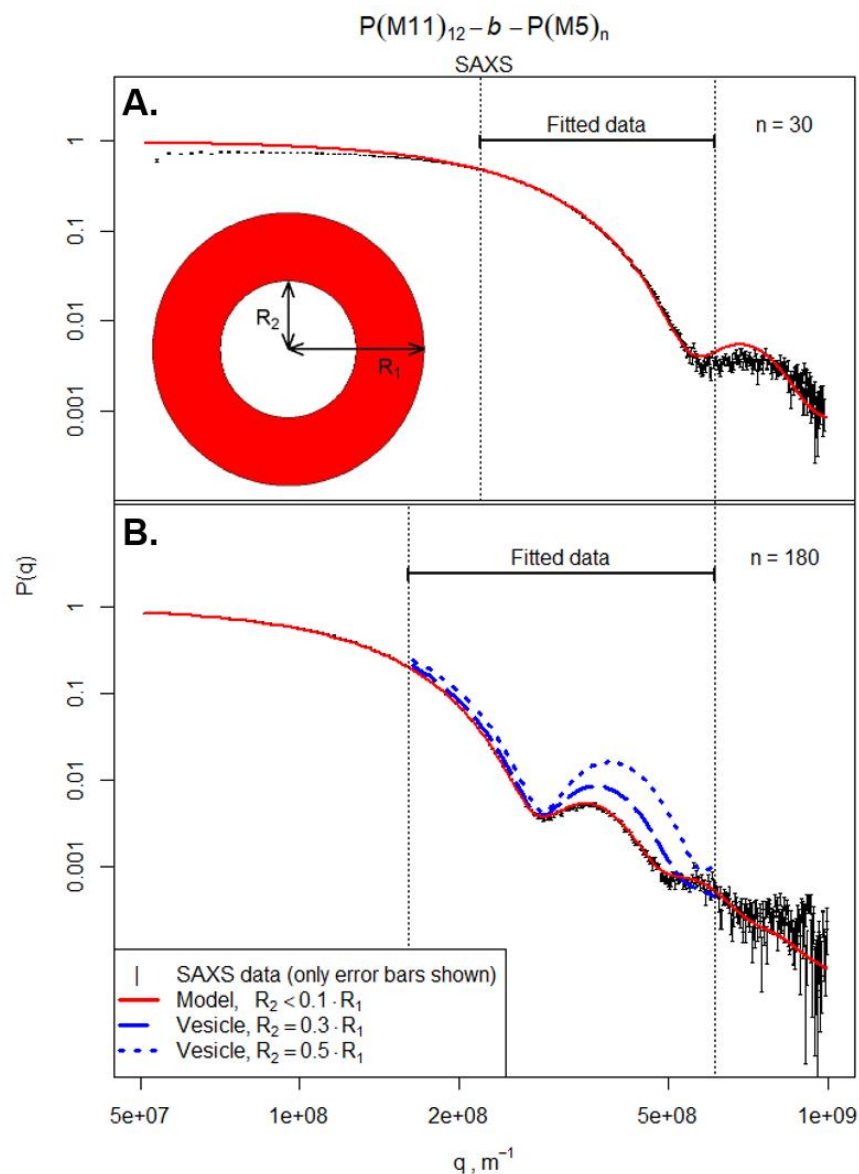 P(M11)₁₂ – b – P(M5)ₙ
SAXS
A.
Fitted data
n = 30
1
0.1
0.01
0.001
R₂
R₁
B.
Fitted data
n = 180
P(q)
1
0.1
0.01
0.001
SAXS data (only error bars shown)
Model, R₂ < 0.1 · R₁
Vesicle, R₂ = 0.3 · R₁
Vesicle, R₂ = 0.5 · R₁
5e+07 1e+08 2e+08 5e+08 1e+09
q , m⁻¹